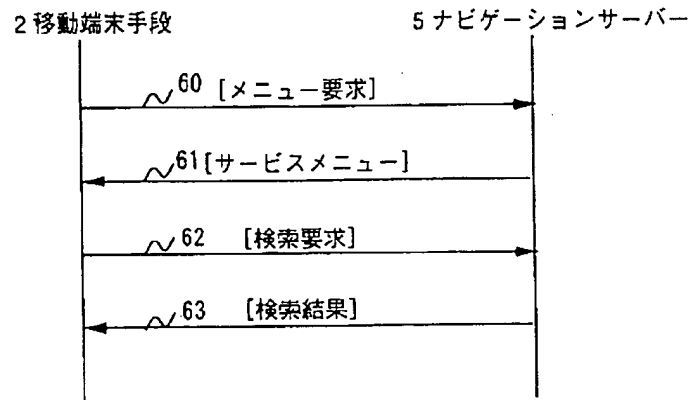 2 移動端末手段
5 ナビゲーションサーバー
60 [メニュー要求]
61 [サービスメニュー]
62 [検索要求]
63 [検索結果]